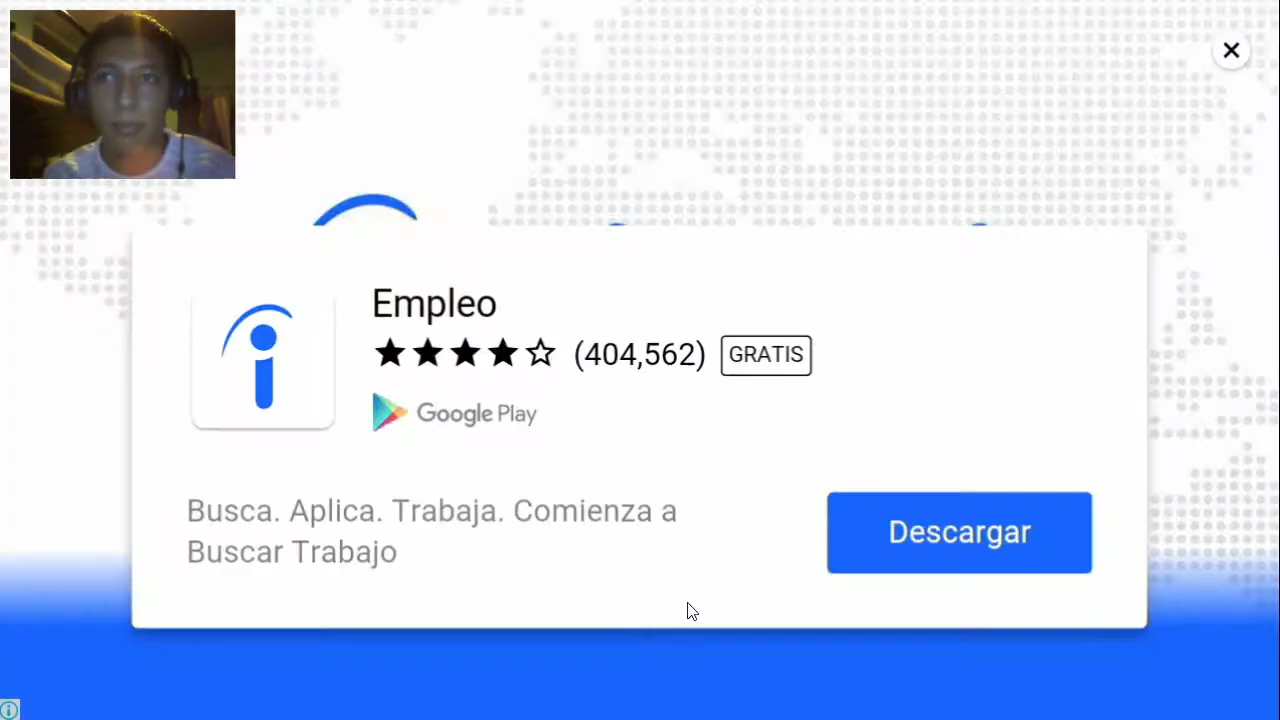 Empleo
(404,562) GRATIS
Google Play
Busca. Aplica. Trabaja. Comienza a
Buscar Trabajo
Descargar